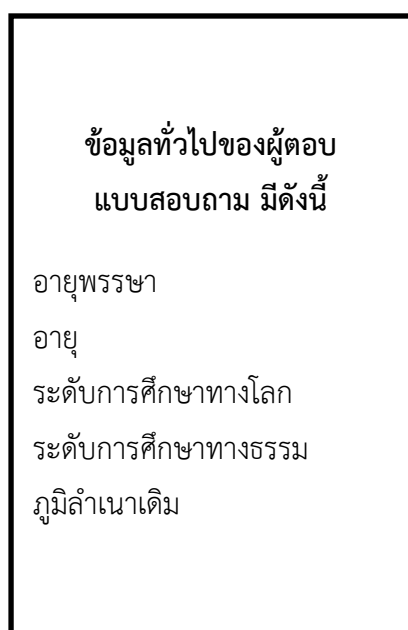 ข้อมูลทั่วไปของผู้ตอบ
แบบสอบถาม มีดังนี้
อายุพรรษา
อายุ
ระดับการศึกษาทางโลก
ระดับการศึกษาทางธรรม
ภูมิลำเนาเดิม